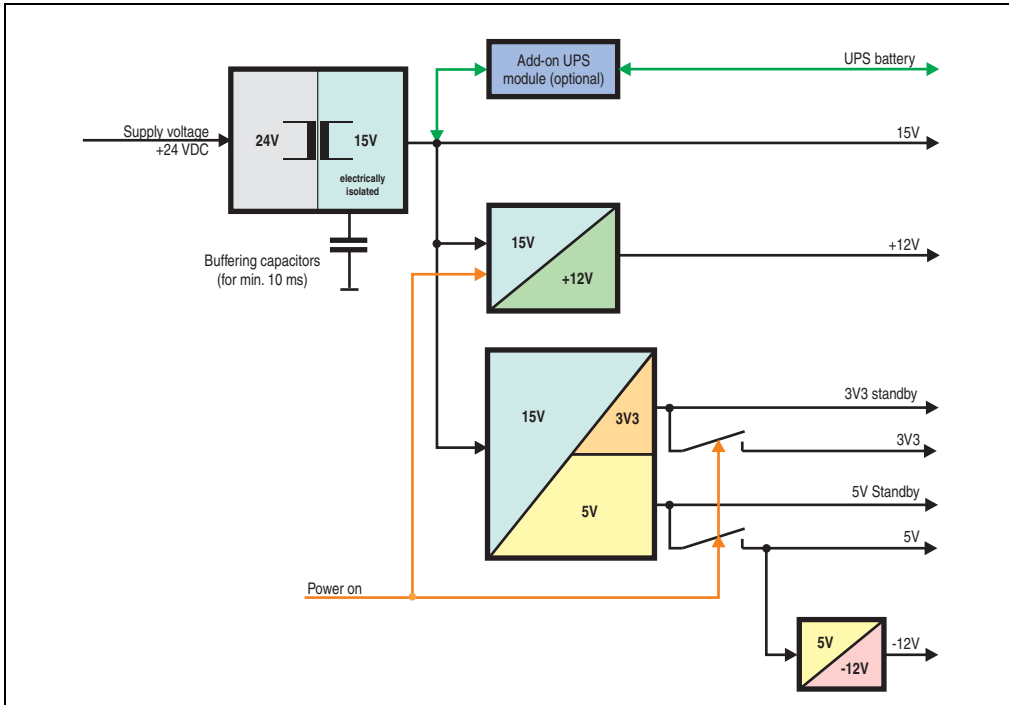 Add-on UPS
module (optional)
UPS battery
Supply voltage
+24 VDC
24V
15V
electrically
isolated
15V
Buffering capacitors
(for min. 10 ms)
15V
+12V
+12V
15V
3V3
5V
3V3 standby
3V3
5V Standby
5V
Power on
5V
-12V
-12V